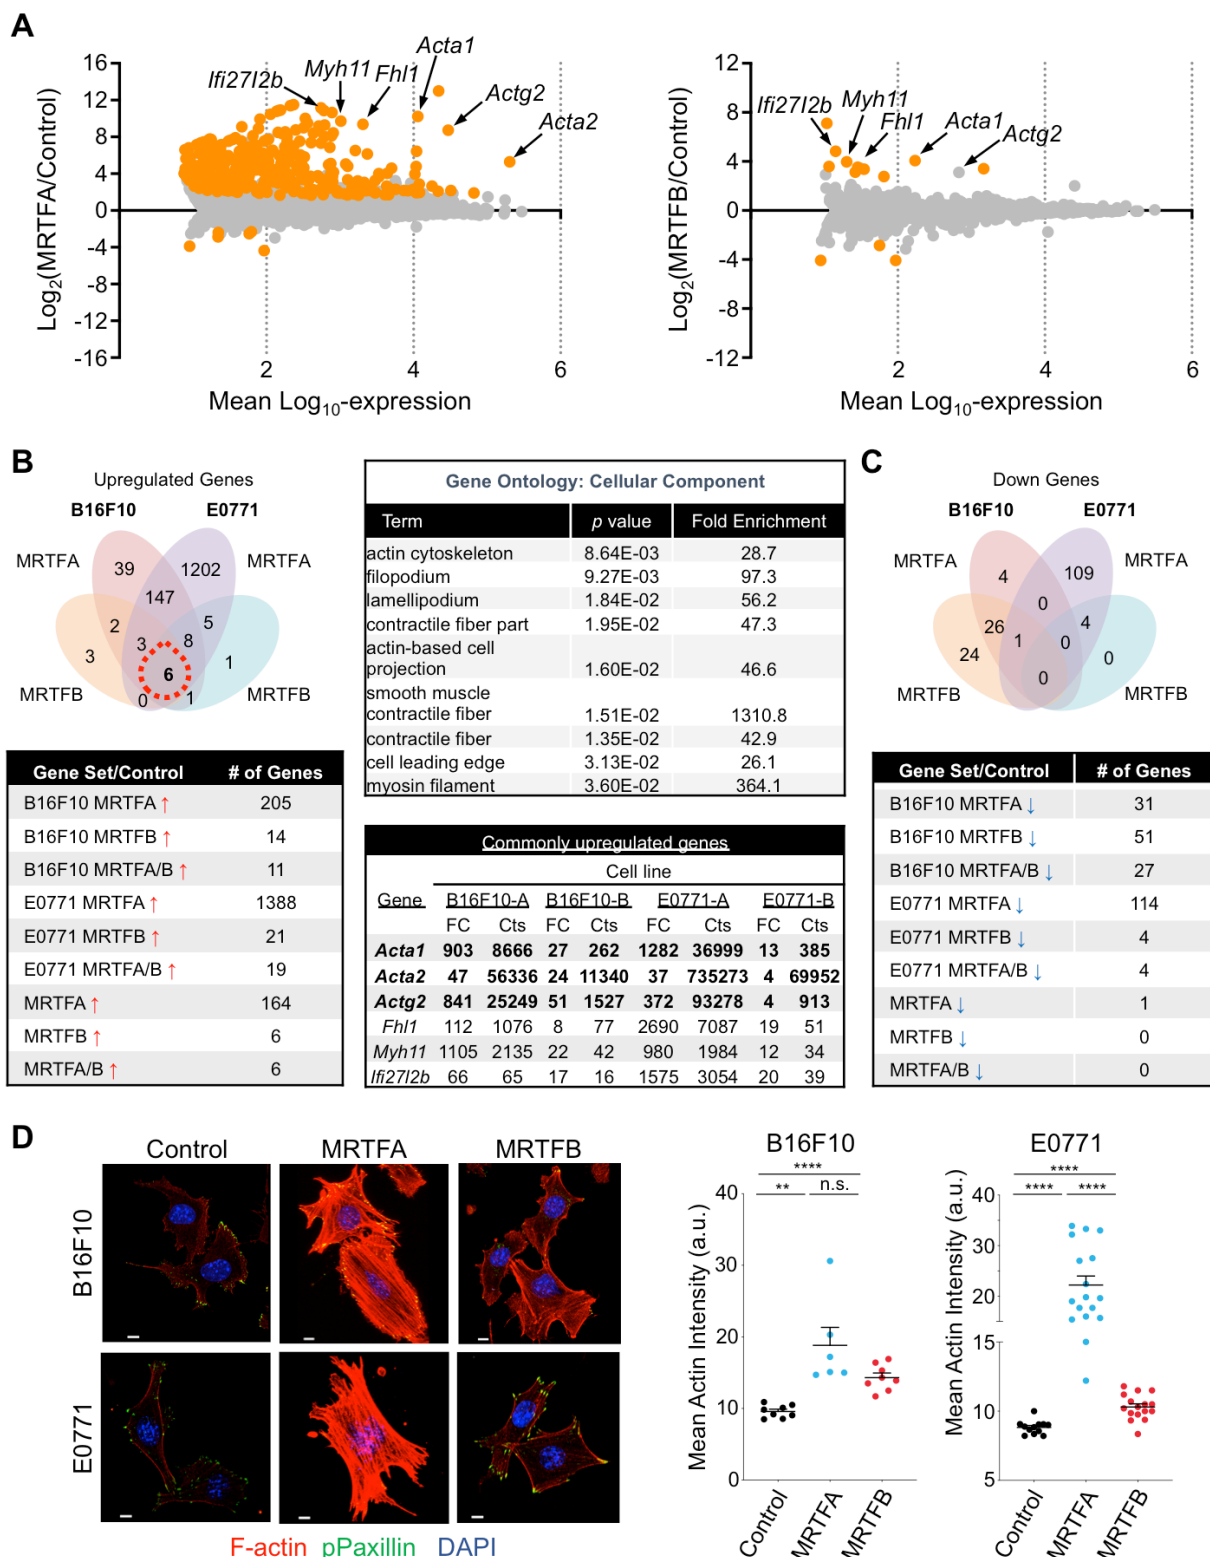 A
16
12
8
4
0
-4
-8
-12
-16
Log2(MRTFA/Control)
Ifi27l2b
Myh11
Fhl1
Acta1
Actg2
Acta2
2 4 6
Mean Log10-expression
12
8
4
0
-4
-8
-12
Log2(MRTFB/Control)
Ifi27l2b
Myh11
Fhl1
Acta1
Actg2
2 4 6
Mean Log10-expression
B
Upregulated Genes
B16F10 E0771
MRTFA MRTFA
39 1202
147
2 5
3 8
3 1
6
0 1
MRTFB MRTFB
Gene Set/Control # of Genes
B16F10 MRTFA ↑ 205
B16F10 MRTFB ↑ 14
B16F10 MRTFA/B ↑ 11
E0771 MRTFA ↑ 1388
E0771 MRTFB ↑ 21
E0771 MRTFA/B ↑ 19
MRTFA ↑ 164
MRTFB ↑ 6
MRTFA/B ↑ 6
Gene Ontology: Cellular Component
Term p value Fold Enrichment
actin cytoskeleton 8.64E-03 28.7
filopodium 9.27E-03 97.3
lamellipodium 1.84E-02 56.2
contractile fiber part 1.95E-02 47.3
actin-based cell
projection 1.60E-02 46.6
smooth muscle
contractile fiber 1.51E-02 1310.8
contractile fiber 1.35E-02 42.9
cell leading edge 3.13E-02 26.1
myosin filament 3.60E-02 364.1
Commonly upregulated genes
Cell line
Gene B16F10-A B16F10-B E0771-A E0771-B
FC Cts FC Cts FC Cts FC Cts
Acta1 903 8666 27 262 1282 36999 13 385
Acta2 47 56336 24 11340 37 735273 4 69952
Actg2 841 25249 51 1527 372 93278 4 913
Fhl1 112 1076 8 77 2690 7087 19 51
Myh11 1105 2135 22 42 980 1984 12 34
Ifi27l2b 66 65 17 16 1575 3054 20 39
C
Down Genes
B16F10 E0771
MRTFA MRTFA
4 109
0
26 4
1 0
24 0
0
MRTFB MRTFB
Gene Set/Control # of Genes
B16F10 MRTFA ↓ 31
B16F10 MRTFB ↓ 51
B16F10 MRTFA/B ↓ 27
E0771 MRTFA ↓ 114
E0771 MRTFB ↓ 4
E0771 MRTFA/B ↓ 4
MRTFA ↓ 1
MRTFB ↓ 0
MRTFA/B ↓ 0
D
Control MRTFA MRTFB
B16F10
E0771
F-actin pPaxillin DAPI
B16F10
****
** n.s.
40
30
20
10
0
Mean Actin Intensity (a.u.)
Control MRTFA MRTFB
E0771
****
**** ****
40
30
20
15
10
5
Mean Actin Intensity (a.u.)
Control MRTFA MRTFB